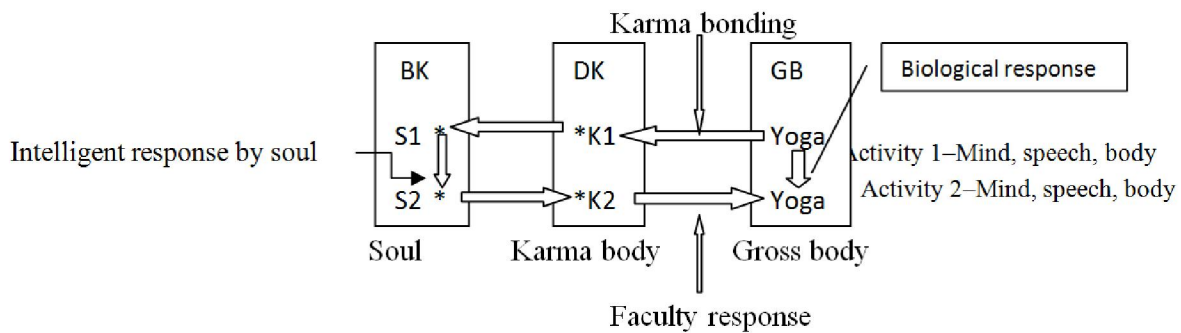 Karma bonding
BK
DK
GB
Biological response
S1 *
*K1
Yoga
Intelligent response by soul
Activity 1–Mind, speech, body
S2 *
*K2
Yoga
Activity 2–Mind, speech, body
Soul
Karma body
Gross body
Faculty response